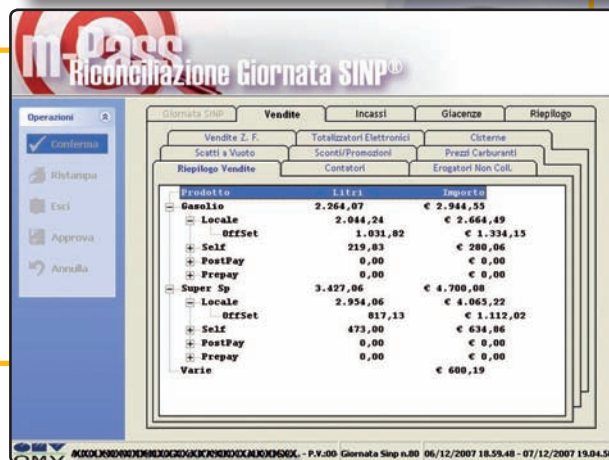 m-Pass
Riconciliazione Giornata SINP®
Operazioni
Giornata SINP Vendite Incassi Giacenze Riepilogo
Conferma
Ristampa
Esci
Approva
Annulla
Vendite Z. F. Totalizzatori Elettronici Cisterne
Scatti a Vuoto Sconti/Promozioni Prezzi Carburanti
Riepilogo Vendite Contatori Erogatori Non Coll.
Prodotto Litri Importo
Gasolio 2.264,07 € 2.944,55
Locale 2.044,24 € 2.664,49
OffSet 1.031,82 € 1.334,15
Self 219,83 € 280,06
PostPay 0,00 € 0,00
Prepay 0,00 € 0,00
Super Sp 3.427,06 € 4.700,08
Locale 2.954,06 € 4.065,22
OffSet 817,13 € 1.112,02
Self 473,00 € 634,86
PostPay 0,00 € 0,00
Prepay 0,00 € 0,00
Varie € 600,19
- P.V.:00 Giornata Sinp n.80 06/12/2007 18.59.48 - 07/12/2007 19.04.5